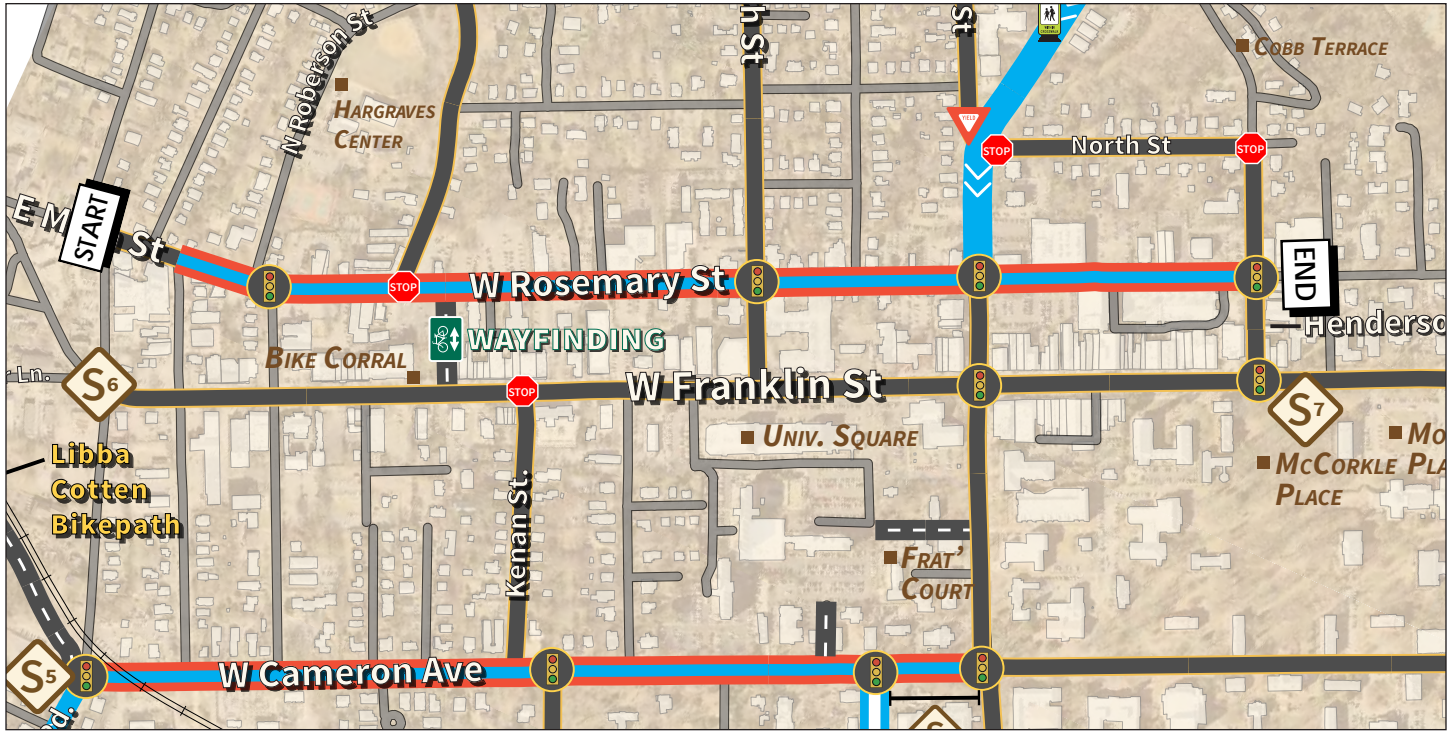 N Roberson St
h St
St
COBB TERRACE
HARGRAVES
CENTER
YIELD
STOP
North St
STOP
START
E M
St
STOP
W Rosemary St
END
WAYFINDING
Henderso
BIKE CORRAL
Ln.
S6
STOP
W Franklin St
S7
UNIV. SQUARE
MO
MCCORKLE PLA
PLACE
Libba
Cotten
Bikepath
Kenan St.
FRAT'
COURT
S5
W Cameron Ave
d.
S